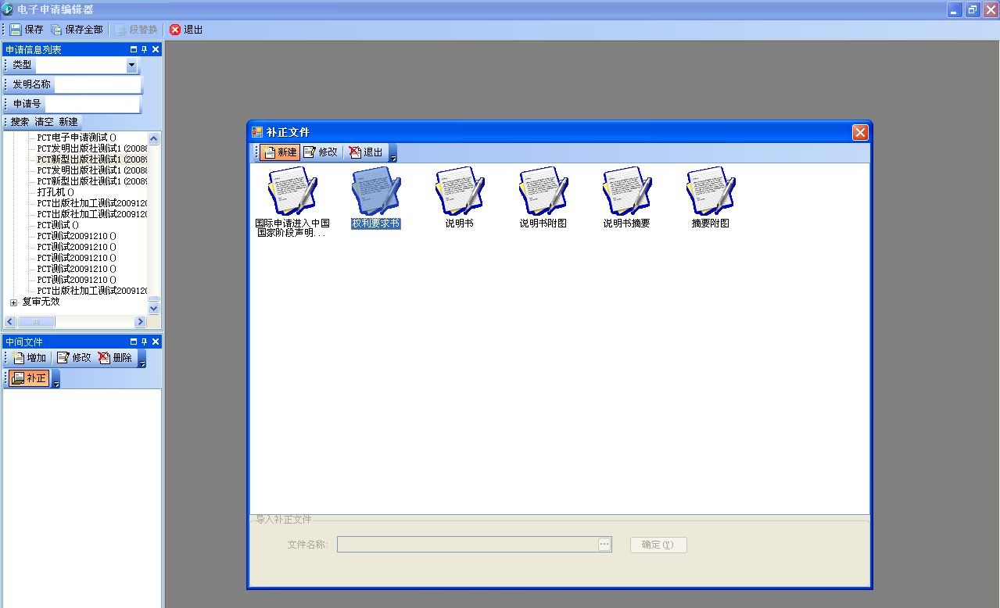 电子申请编辑器
保存 保存全部 段替换 退出
申请信息列表
类型
发明名称
申请号
搜索 清空 新建
PCT电子申请测试()
PCT发明出版社测试1(20088
PCT新型出版社测试1(20089
PCT发明出版社测试1(20088
PCT新型出版社测试1(20089
打孔机()
PCT出版社加工测试2009120
PCT出版社加工测试2009120
PCT测试()
PCT测试20091210()
PCT测试20091210()
PCT测试20091210()
PCT测试20091210()
PCT测试20091210()
PCT出版社加工测试2009120
复审无效
中间文件
增加 修改 删除
补正
补正文件
新建 修改 退出
国际申请进入中国
国家阶段声明...
权利要求书
说明书
说明书附图
说明书摘要
摘要附图
导入补正文件
文件名称: ... 确定(Y)